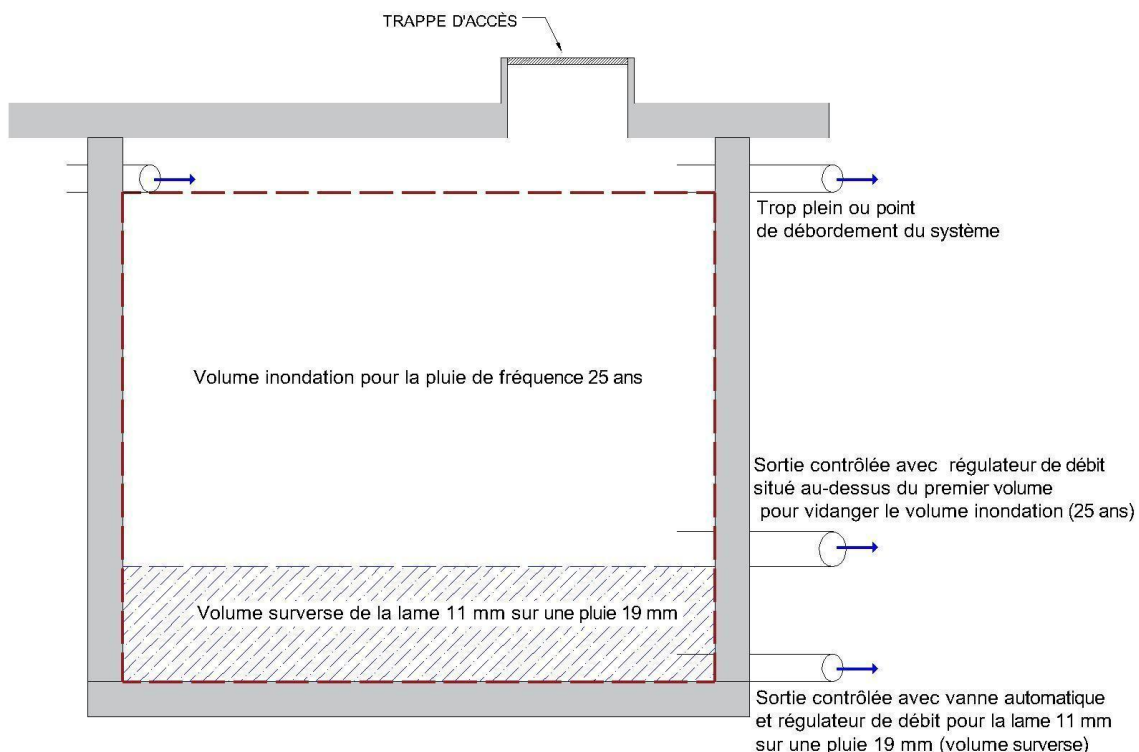 TRAPPE D'ACCÈS
Trop plein ou point
de débordement du système
Volume inondation pour la pluie de fréquence 25 ans
Sortie contrôlée avec régulateur de débit
situé au-dessus du premier volume
pour vidanger le volume inondation (25 ans)
Volume surverse de la lame 11 mm sur une pluie 19 mm
Sortie contrôlée avec vanne automatique
et régulateur de débit pour la lame 11 mm
sur une pluie 19 mm (volume surverse)